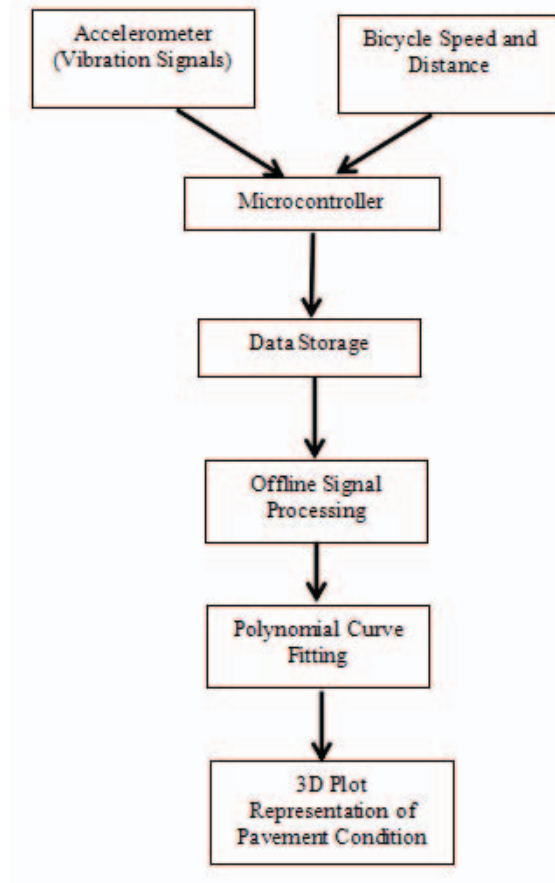 Accelerometer
(Vibration Signals)
Bicycle Speed and
Distance
Microcontroller
Data Storage
Offline Signal
Processing
Polynomial Curve
Fitting
3D Plot
Representation of
Pavement Condition